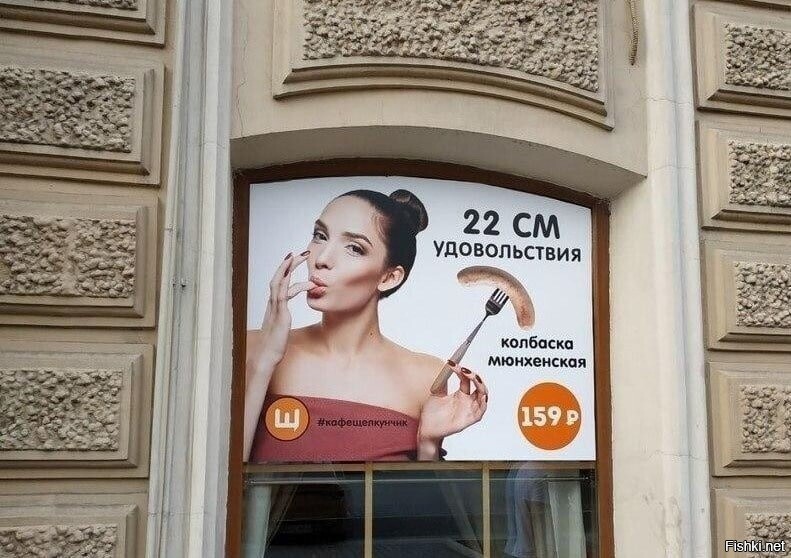 22 СМ
УДОВОЛЬСТВИЯ
колбаска
мюнхенская
159 ₽
Щ
#кафещелкунчик
Fishki.net